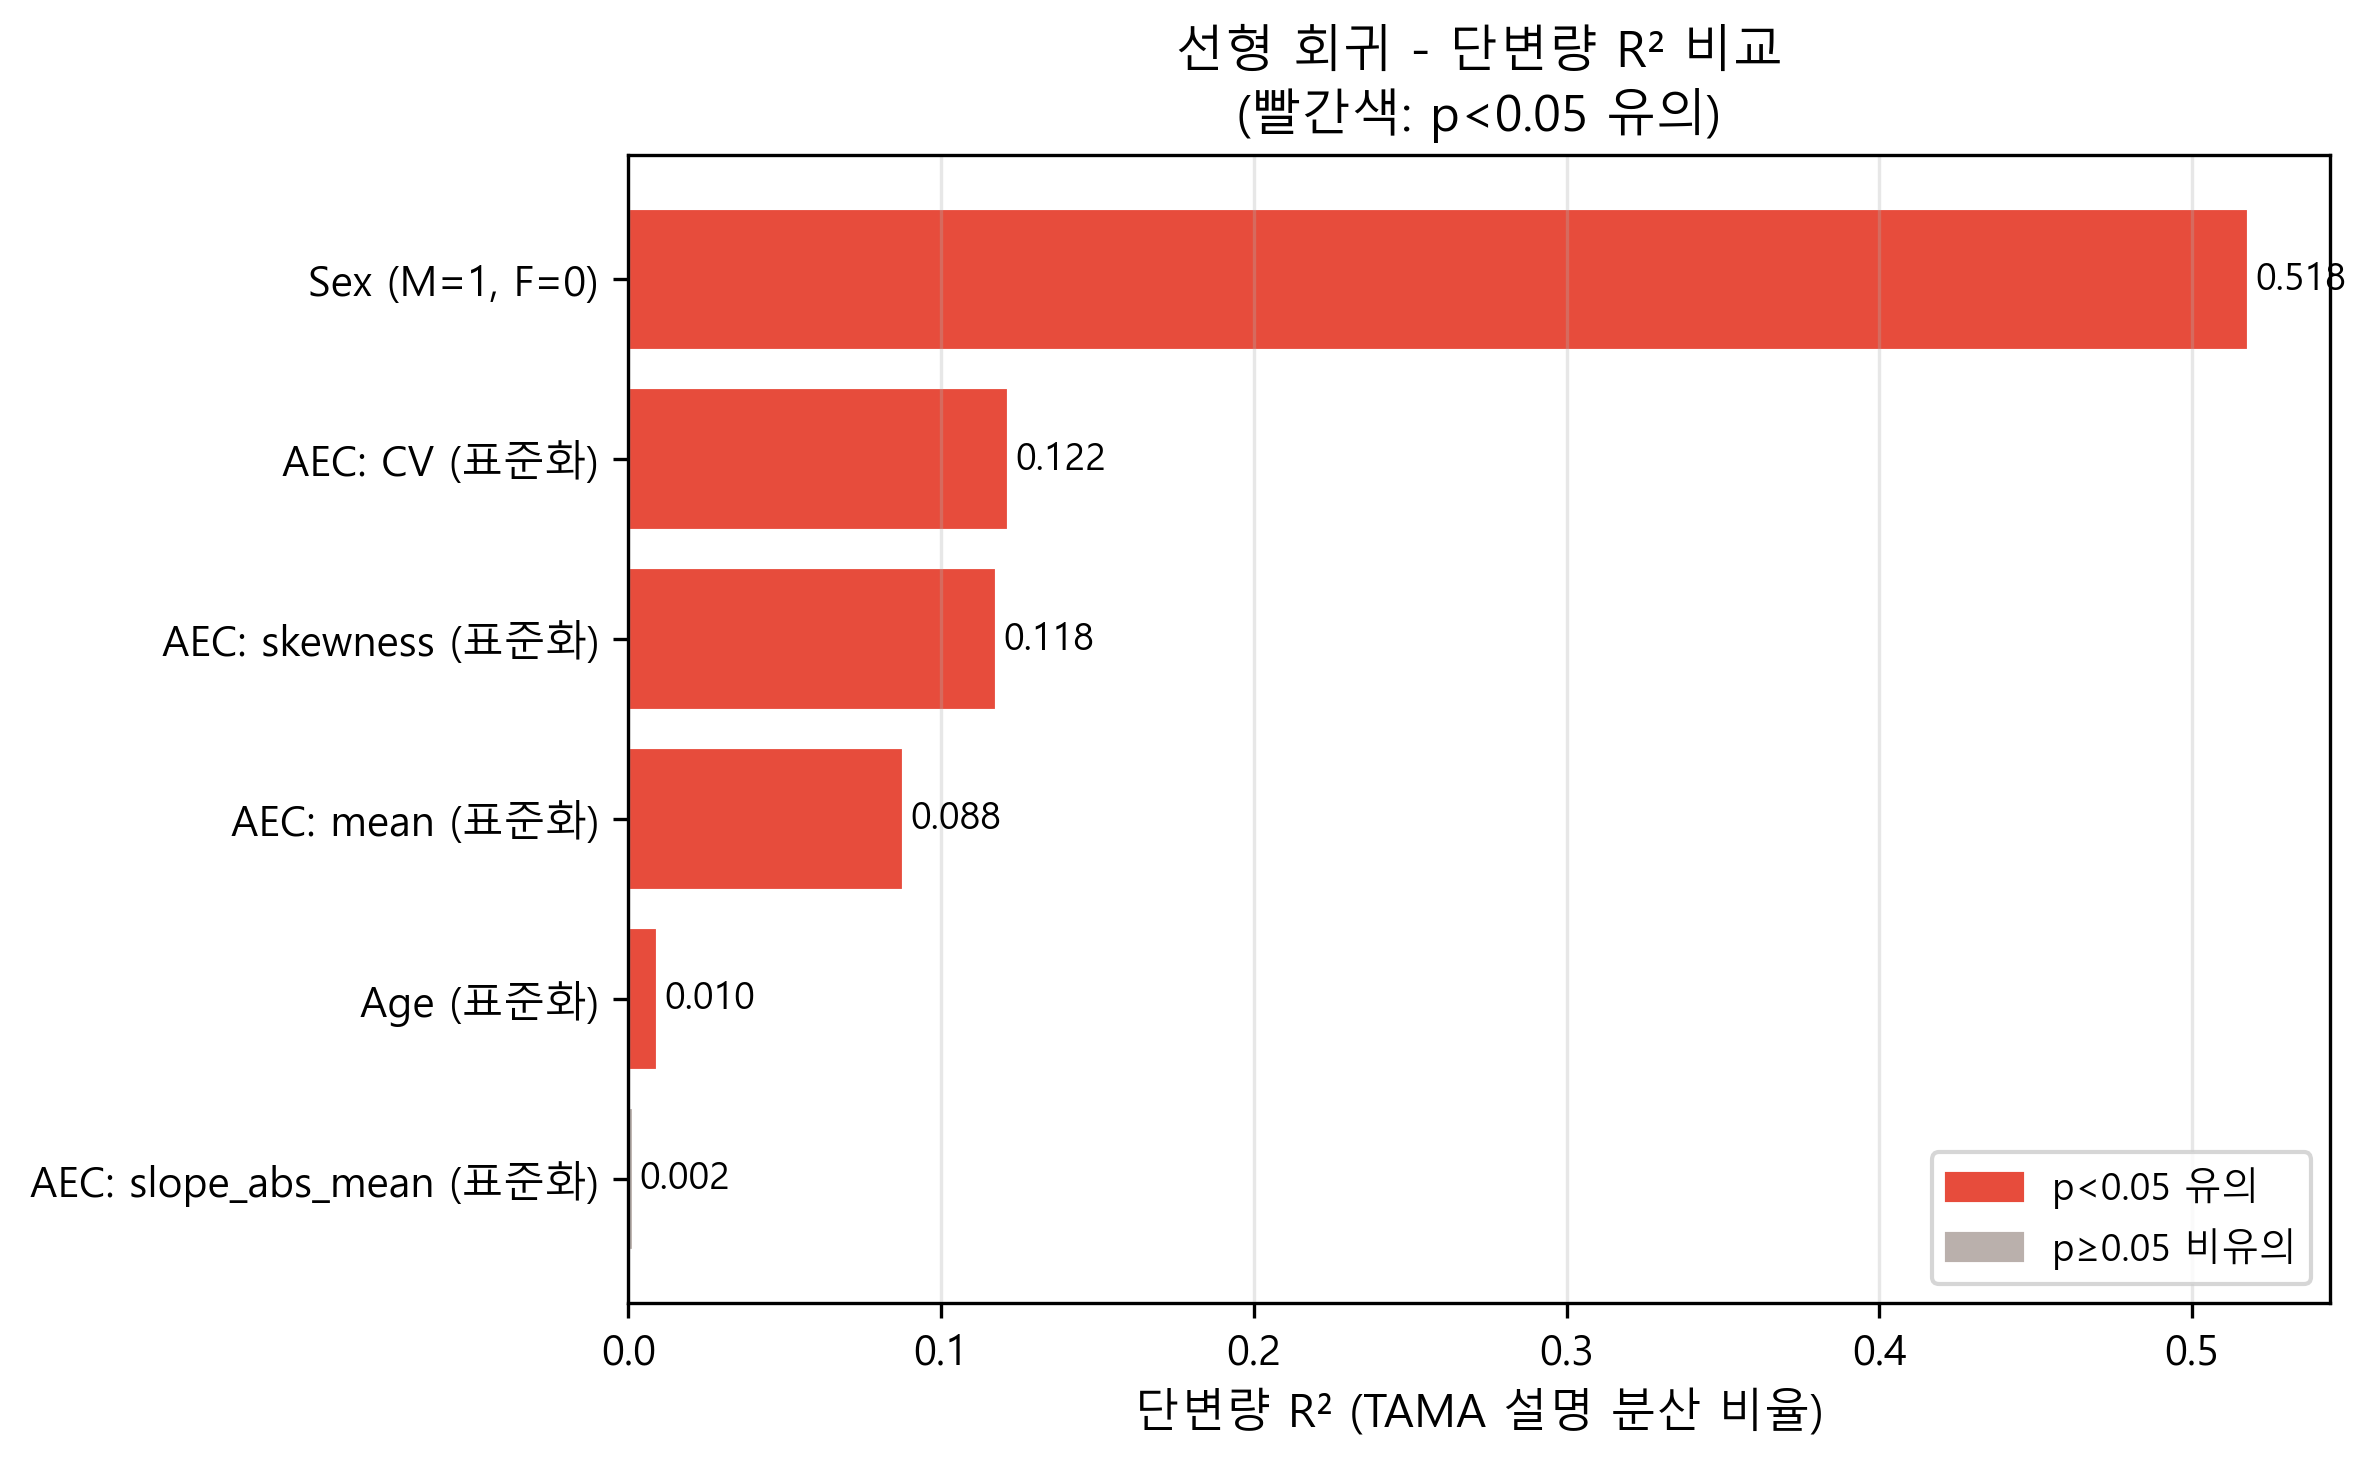 선형 회귀 - 단변량 R² 비교
(빨간색: p<0.05 유의)
Sex (M=1, F=0)
0.518
AEC: CV (표준화)
0.122
AEC: skewness (표준화)
0.118
AEC: mean (표준화)
0.088
Age (표준화)
0.010
AEC: slope_abs_mean (표준화)
0.002
p<0.05 유의
p≥0.05 비유의
0.0 0.1 0.2 0.3 0.4 0.5
단변량 R² (TAMA 설명 분산 비율)